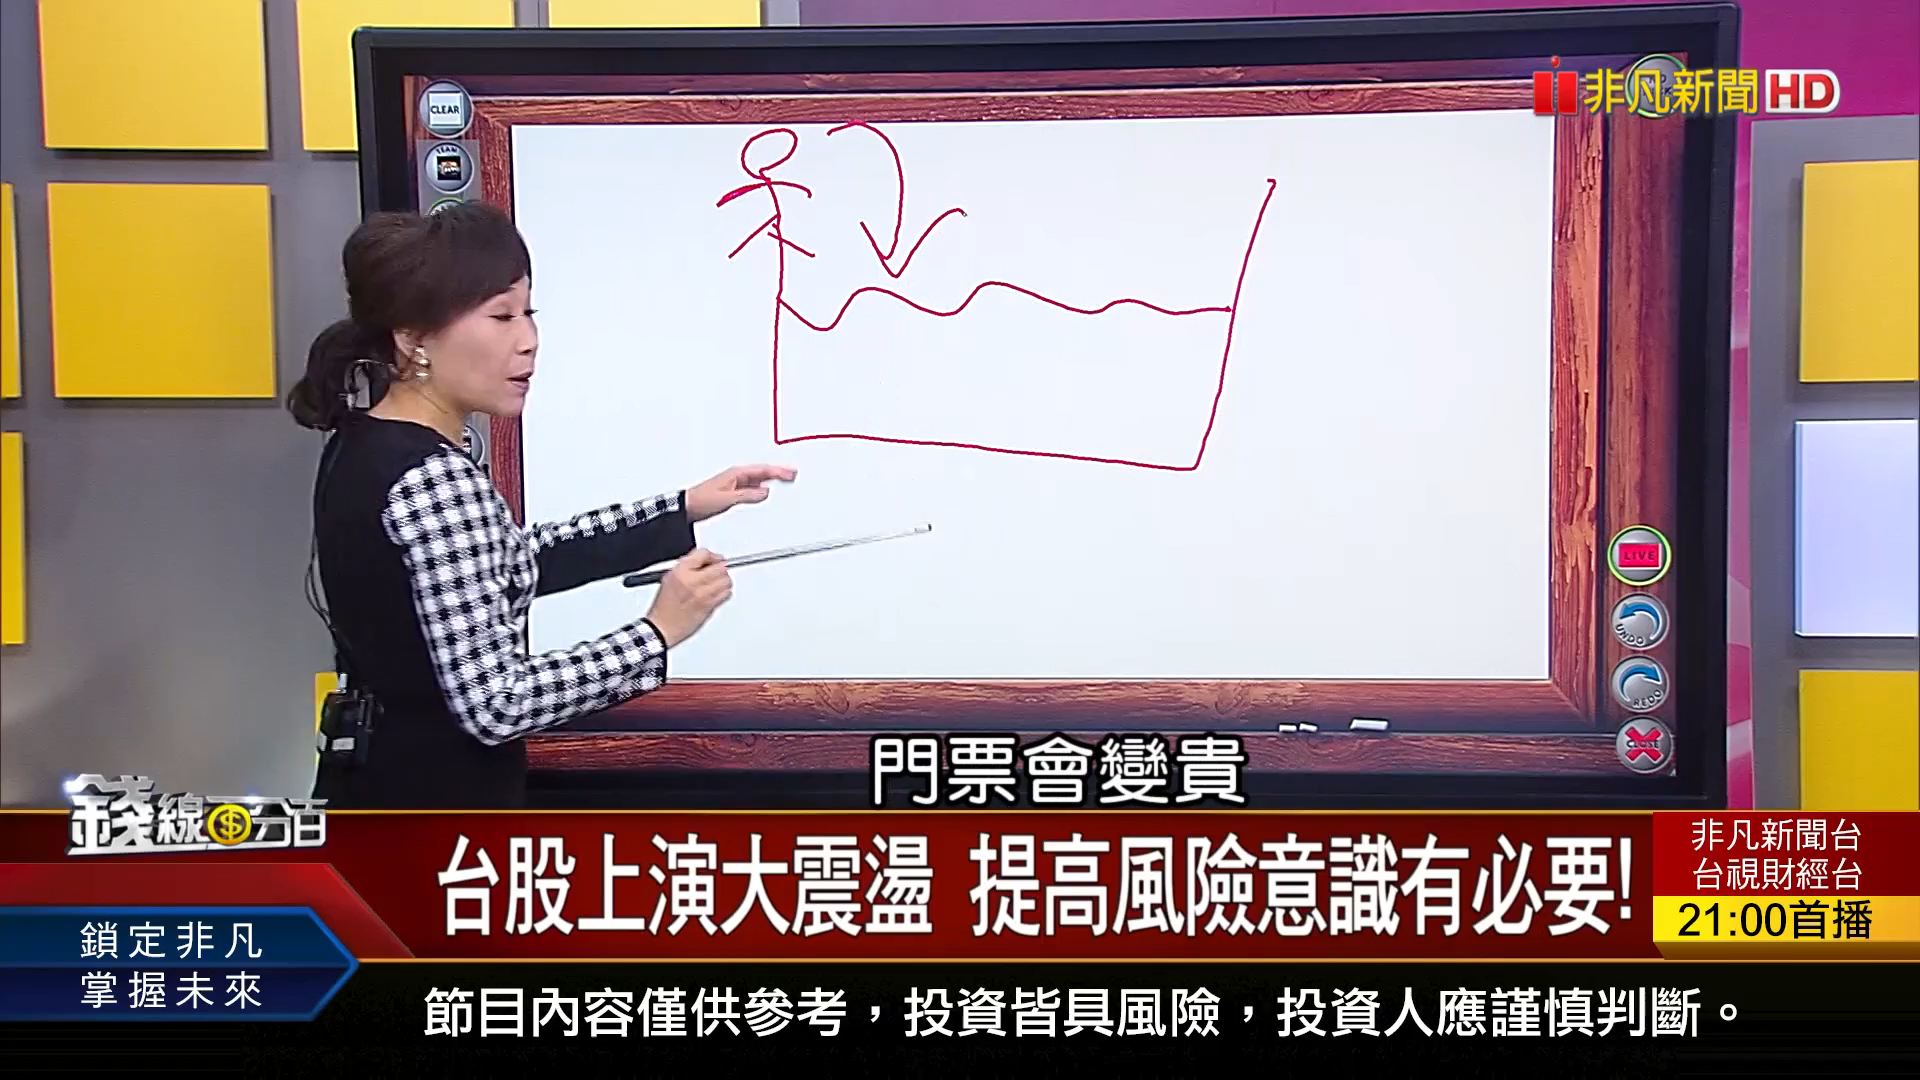 非凡新聞HD
CLEAR
TEAM
LIVE
UNDO
REDO
CLOSE
門票會變貴
錢線百分百
台股上演大震盪 提高風險意識有必要!
非凡新聞台
台視財經台
21:00首播
鎖定非凡
掌握未來
節目內容僅供參考，投資皆具風險，投資人應謹慎判斷。